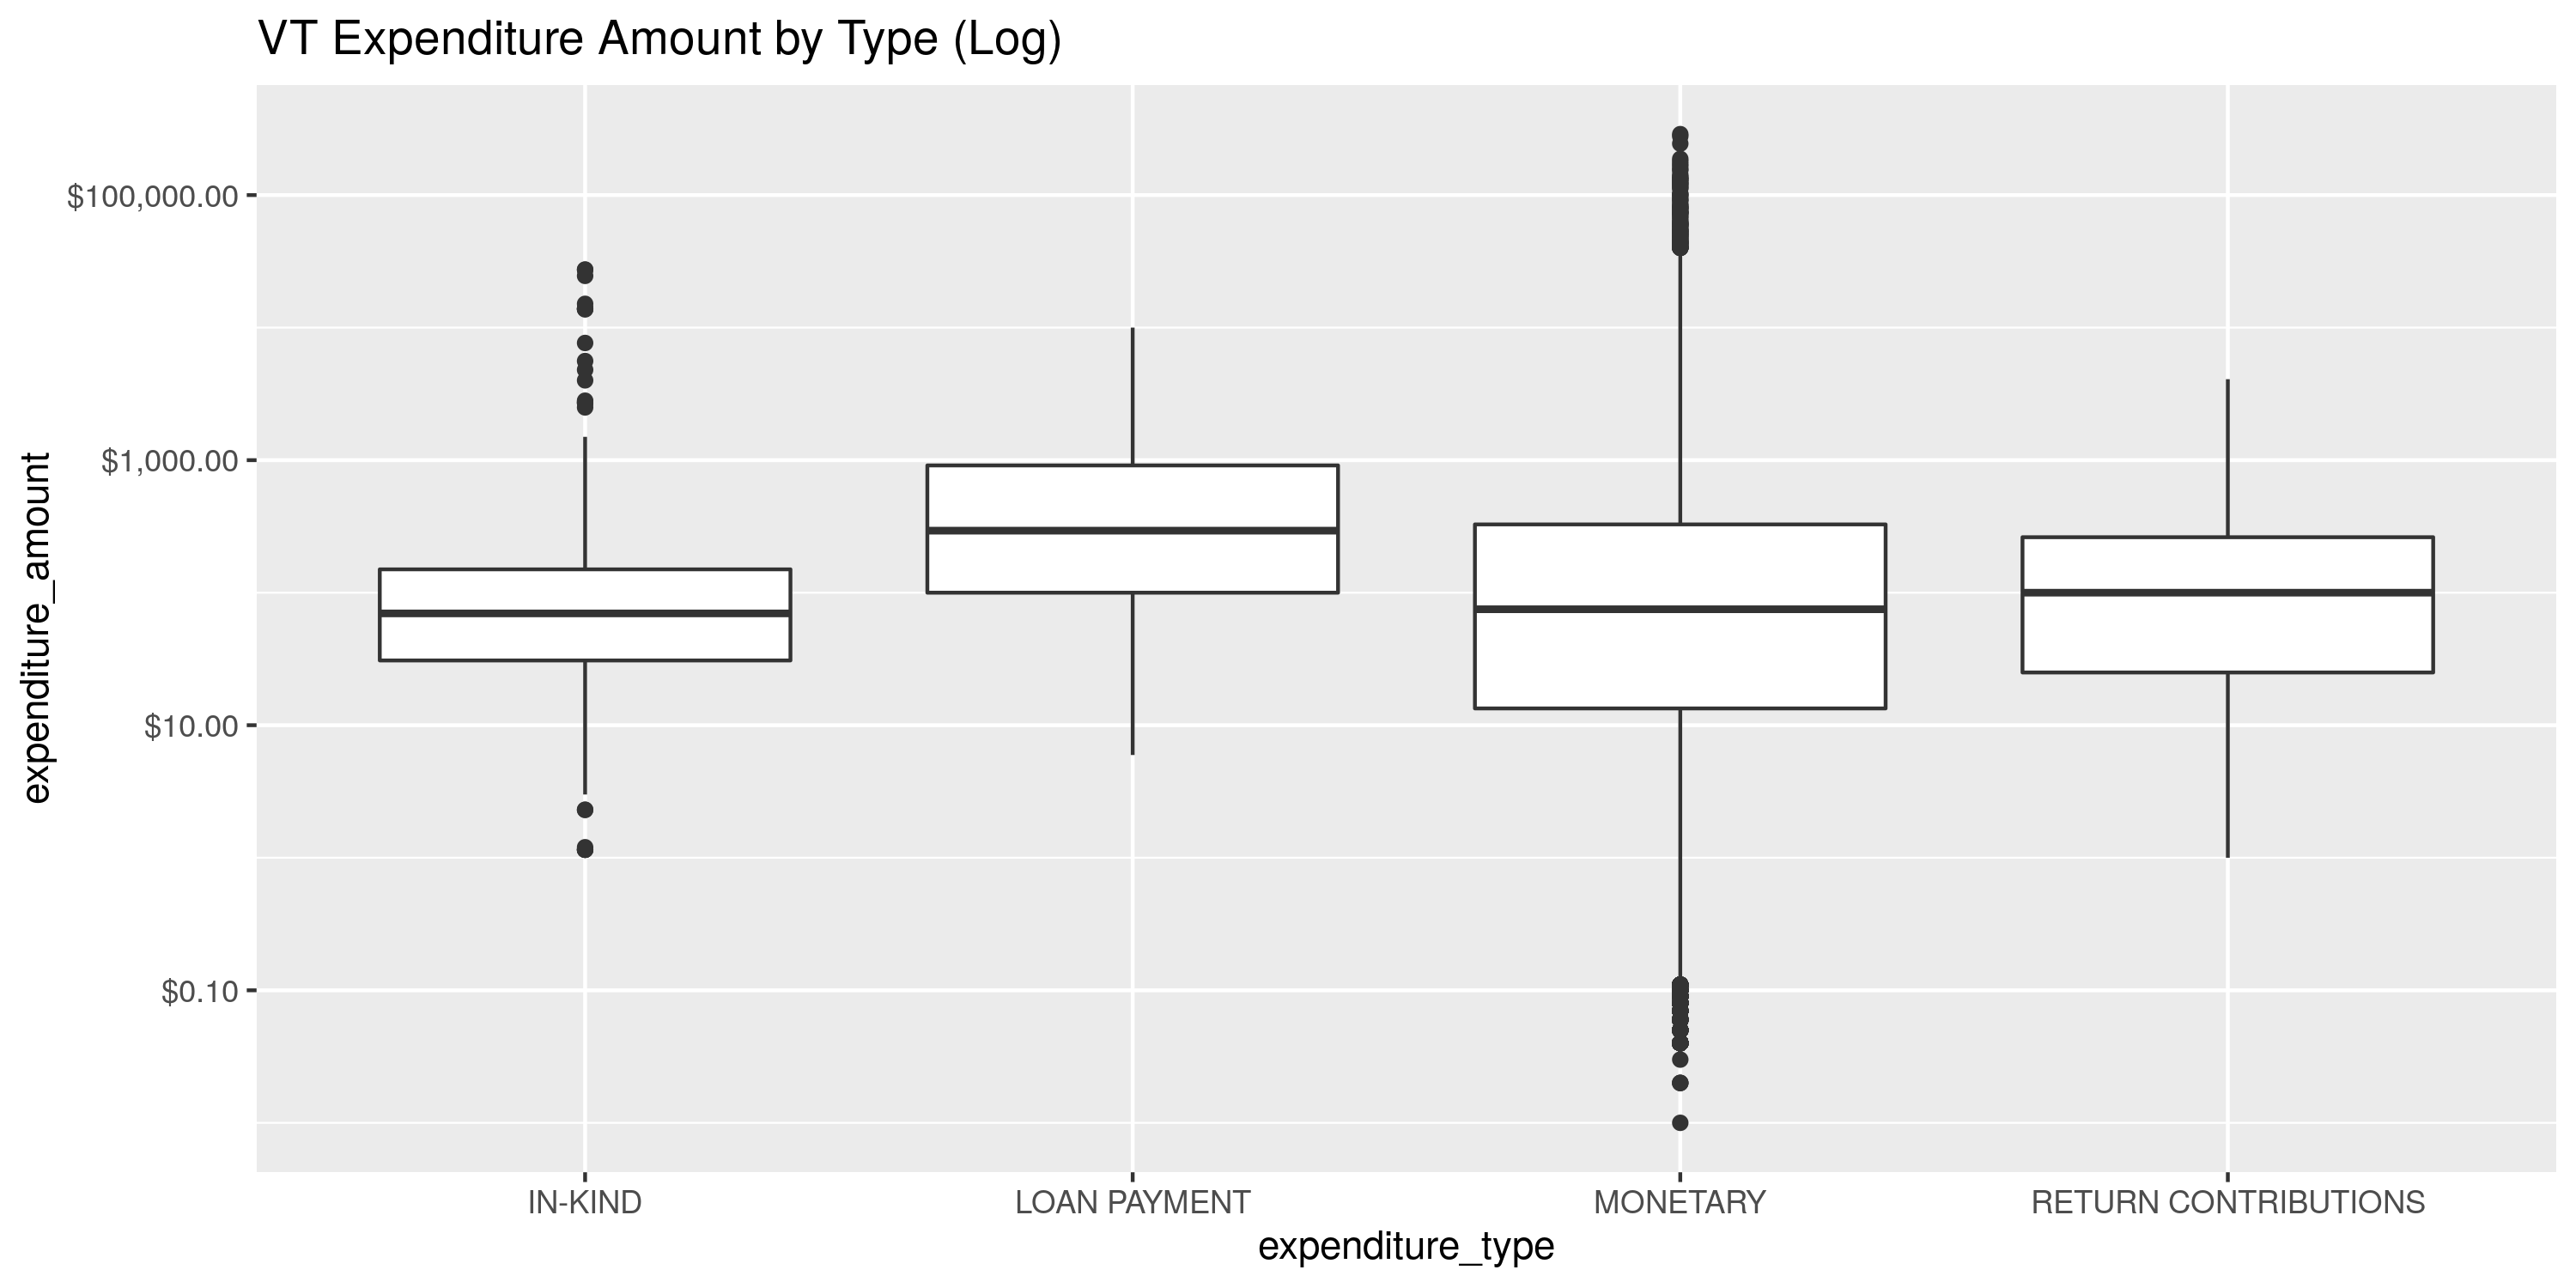 VT Expenditure Amount by Type (Log)
expenditure_amount
$100,000.00
$1,000.00
$10.00
$0.10
IN-KIND
LOAN PAYMENT
MONETARY
RETURN CONTRIBUTIONS
expenditure_type